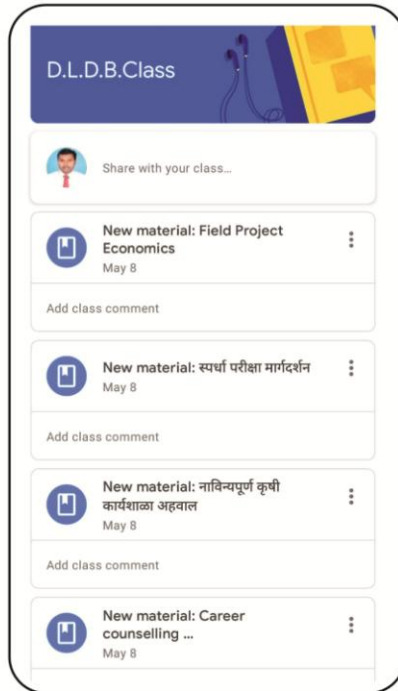 D.L.D.B.Class
Share with your class...
New material: Field Project
Economics
May 8
Add class comment
New material: स्पर्धा परीक्षा मार्गदर्शन
May 8
Add class comment
New material: नाविन्यपूर्ण कृषी
कार्यशाळा अहवाल
May 8
Add class comment
New material: Career
counselling ...
May 8